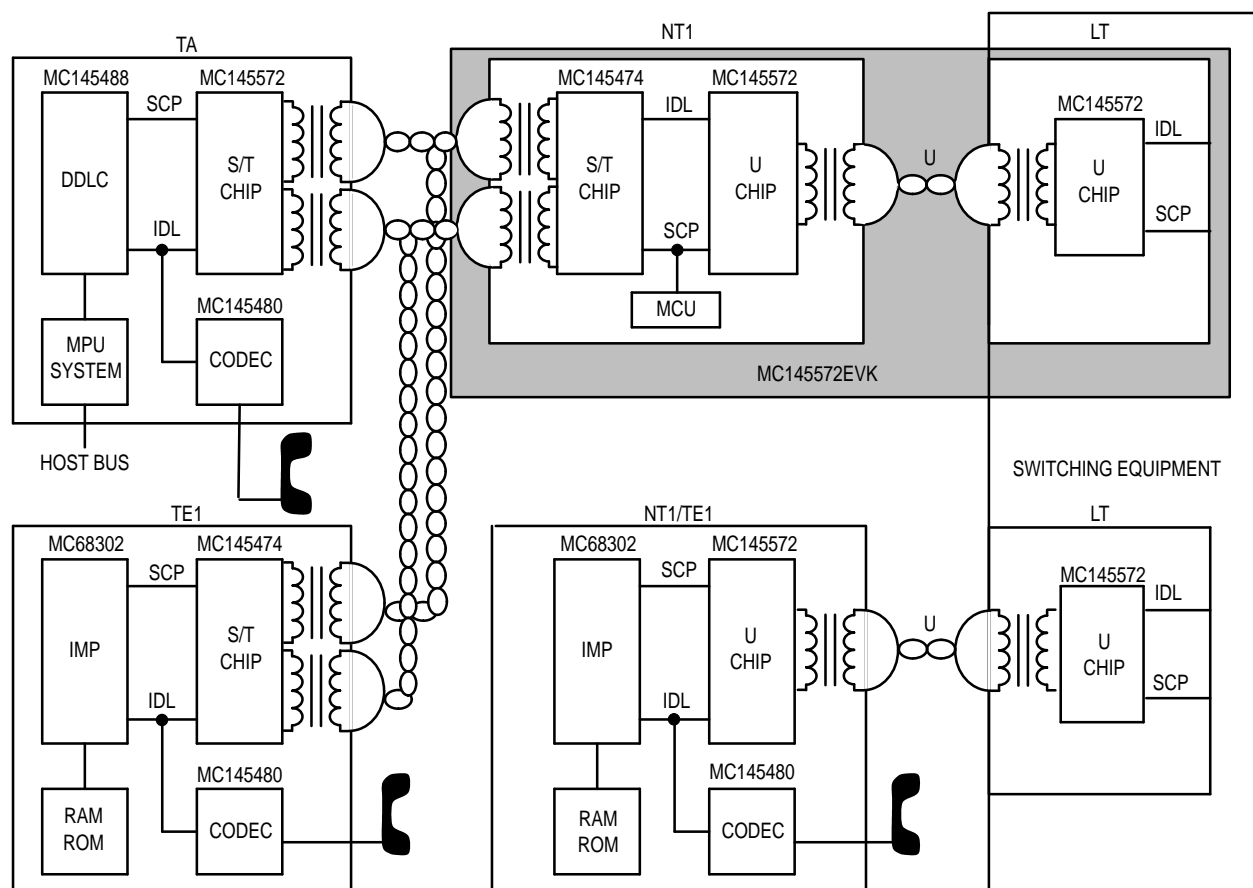 TA
MC145488
MC145572
SCP
DDLC
S/T
CHIP
IDL
MC145480
MPU
SYSTEM
CODEC
HOST BUS
NT1
MC145474
MC145572
IDL
S/T
CHIP
U
CHIP
SCP
MCU
U
MC145572EVK
LT
MC145572
IDL
U
CHIP
SCP
SWITCHING EQUIPMENT
TE1
MC68302
MC145474
SCP
IMP
S/T
CHIP
IDL
MC145480
RAM
ROM
CODEC
NT1/TE1
MC68302
MC145572
SCP
IMP
U
CHIP
IDL
MC145480
RAM
ROM
CODEC
U
LT
MC145572
IDL
U
CHIP
SCP